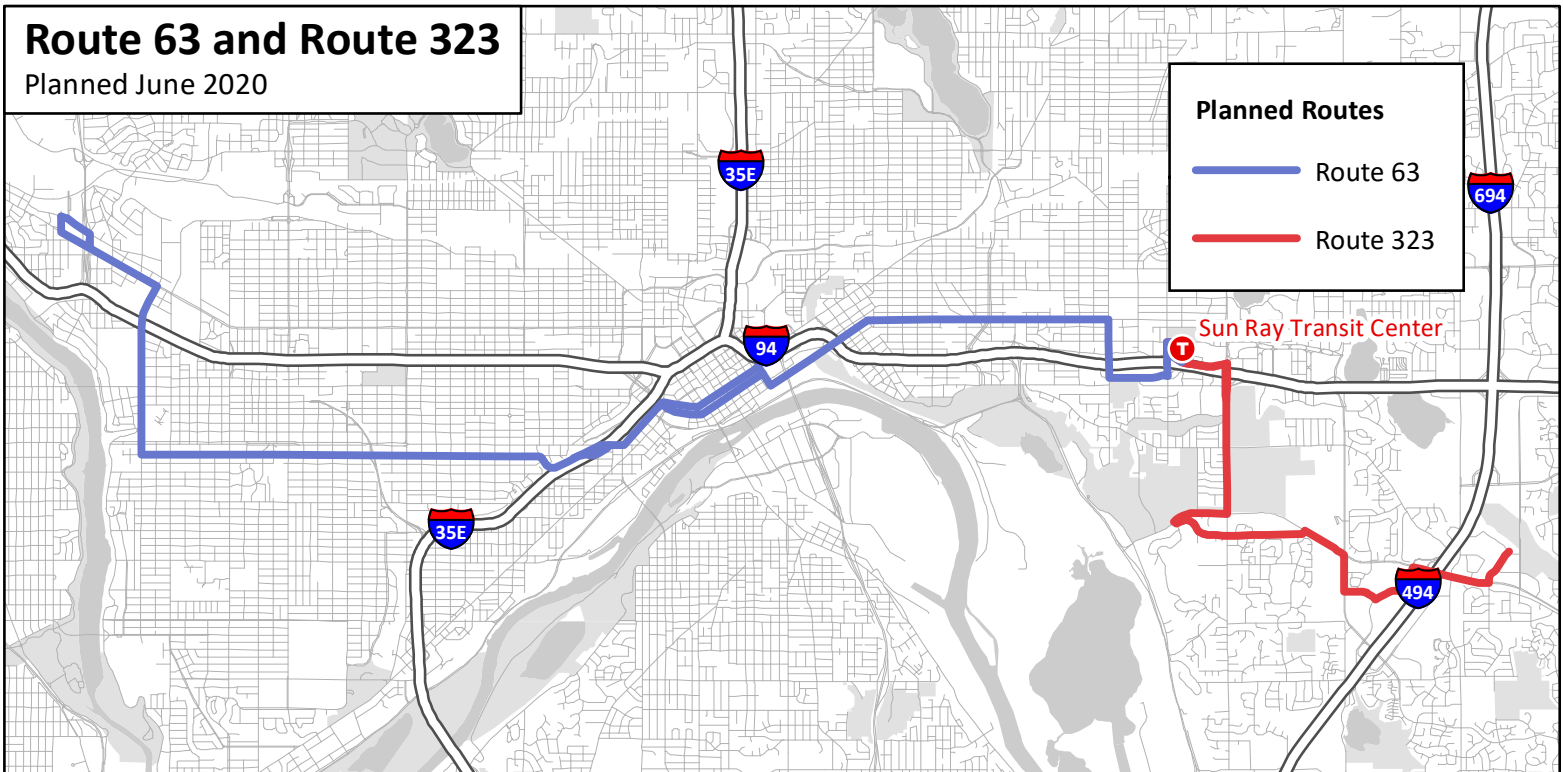 Route 63 and Route 323
Planned June 2020
Planned Routes
Route 63
Route 323
35E
694
Sun Ray Transit Center
T
94
35E
494